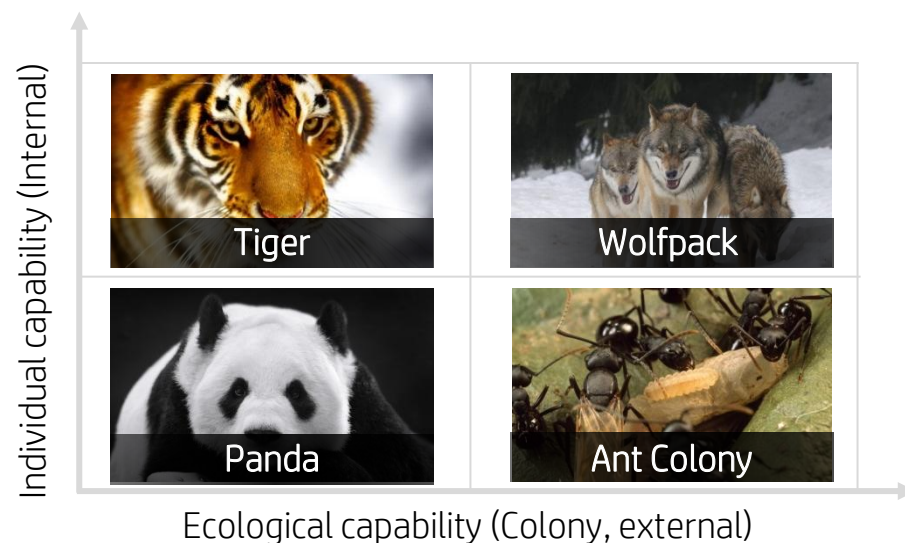 Individual capability (Internal)
Tiger
Wolfpack
Panda
Ant Colony
Ecological capability (Colony, external)